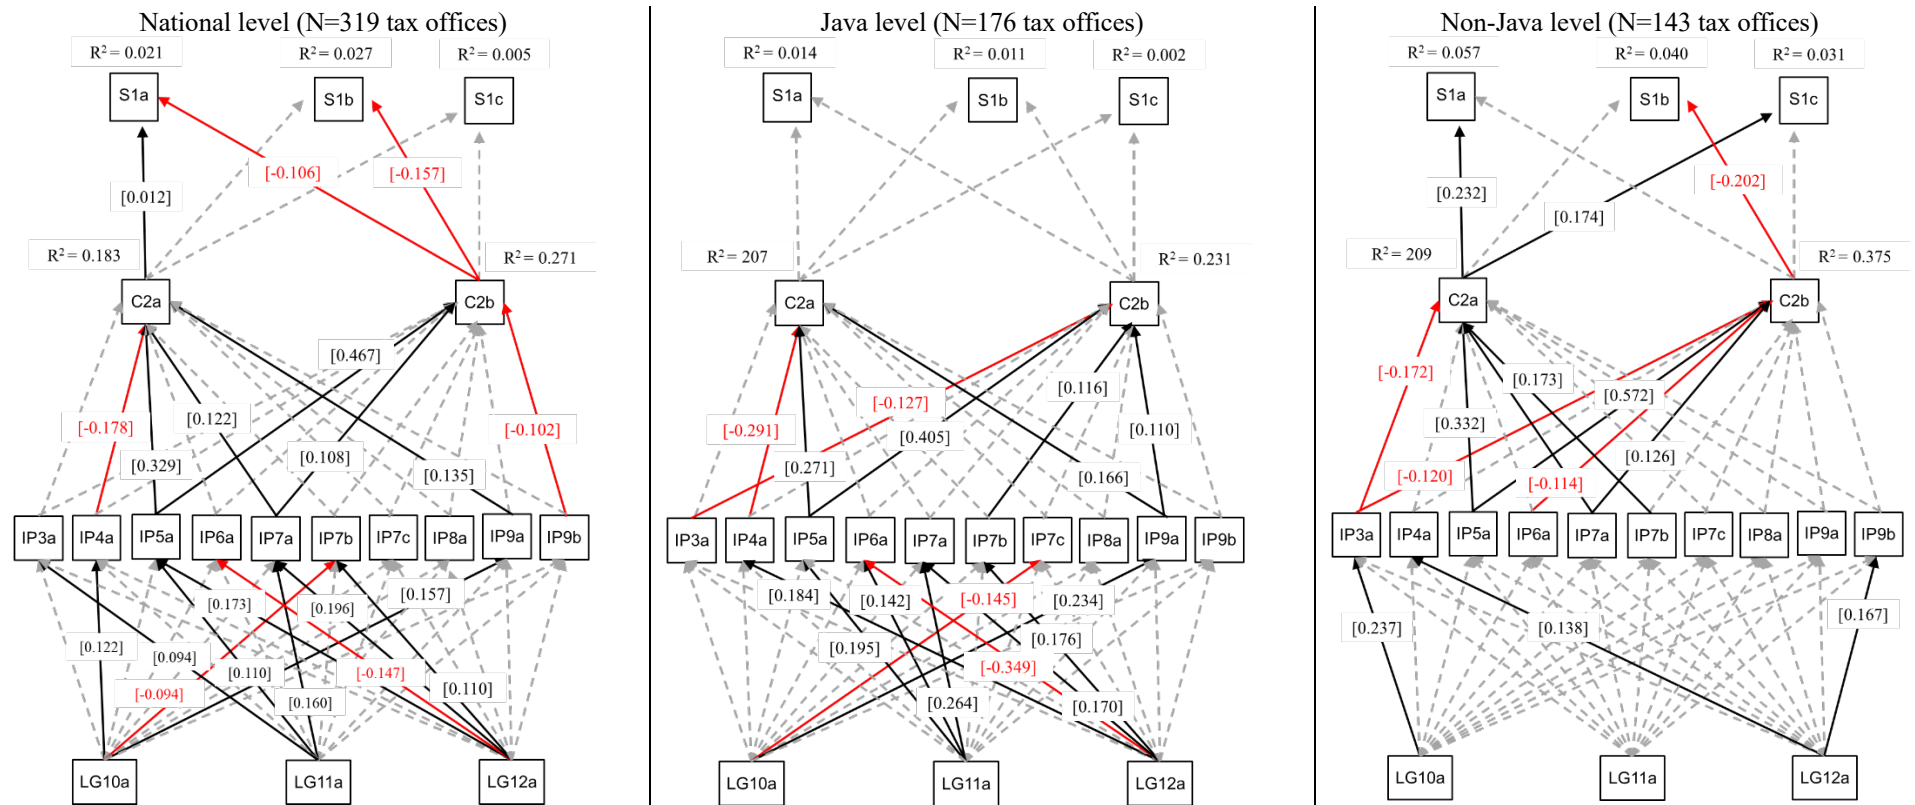 National level (N=319 tax offices)
R² = 0.021
R² = 0.027
R² = 0.005
S1a
S1b
S1c
[-0.106]
[-0.157]
[0.012]
R² = 0.183
R² = 0.271
C2a
C2b
[0.467]
[-0.178]
[0.122]
[-0.102]
[0.329]
[0.108]
[0.135]
IP3a
IP4a
IP5a
IP6a
IP7a
IP7b
IP7c
IP8a
IP9a
IP9b
[0.173]
[0.196]
[0.157]
[0.122]
[0.094]
[0.110]
[-0.147]
[-0.094]
[0.160]
[0.110]
LG10a
LG11a
LG12a
Java level (N=176 tax offices)
R² = 0.014
R² = 0.011
R² = 0.002
S1a
S1b
S1c
R² = 207
R² = 0.231
C2a
C2b
[0.116]
[-0.127]
[-0.291]
[0.405]
[0.110]
[0.271]
[0.166]
IP3a
IP4a
IP5a
IP6a
IP7a
IP7b
IP7c
IP8a
IP9a
IP9b
[0.184]
[0.142]
[-0.145]
[0.234]
[0.195]
[0.176]
[-0.349]
[0.264]
[0.170]
LG10a
LG11a
LG12a
Non-Java level (N=143 tax offices)
R² = 0.057
R² = 0.040
R² = 0.031
S1a
S1b
S1c
[0.232]
[-0.202]
[0.174]
R² = 209
R² = 0.375
C2a
C2b
[-0.172]
[0.173]
[0.572]
[0.332]
[0.126]
[-0.120]
[-0.114]
IP3a
IP4a
IP5a
IP6a
IP7a
IP7b
IP7c
IP8a
IP9a
IP9b
[0.237]
[0.138]
[0.167]
LG10a
LG11a
LG12a